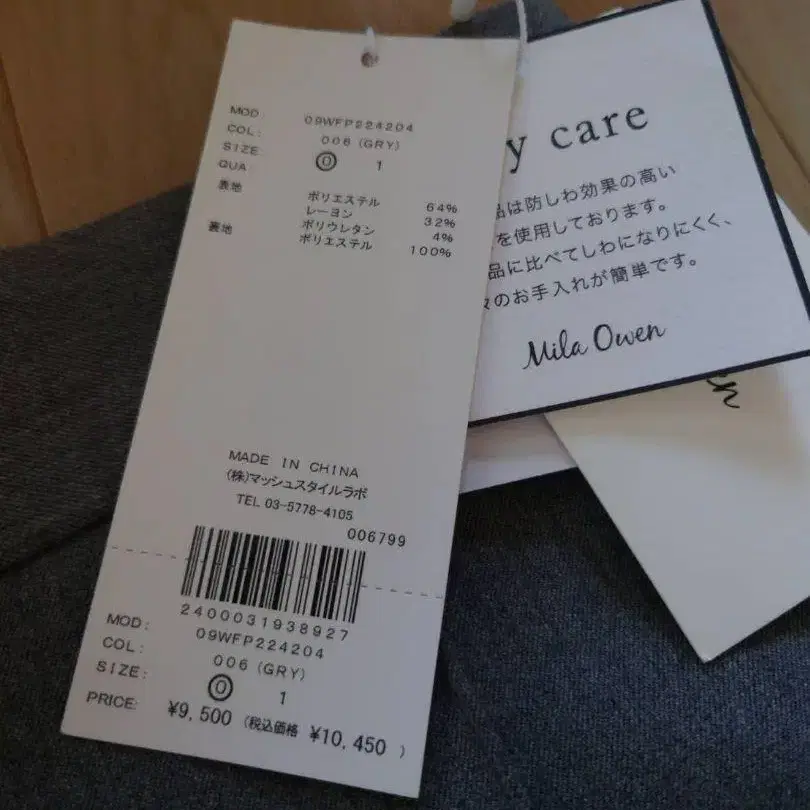 MOD: 09WFP224204
COL: 006 (GRY)
SIZE: 0 1
QUA:
表地 ポリエステル 64%
レーヨン 32%
ポリウレタン 4%
裏地 ポリエステル 100%
MADE IN CHINA
(株)マッシュスタイルラボ
TEL 03-5778-4105
006799
2400031938927
MOD: 09WFP224204
COL: 006 (GRY)
SIZE: 0 1
PRICE: ¥9,500 (税込価格 ¥10,450 )
y care
品は防しわ効果の高い
を使用しております。
品に比べてしわになりにくく、
のお手入れが簡単です。
Mila Owen
en